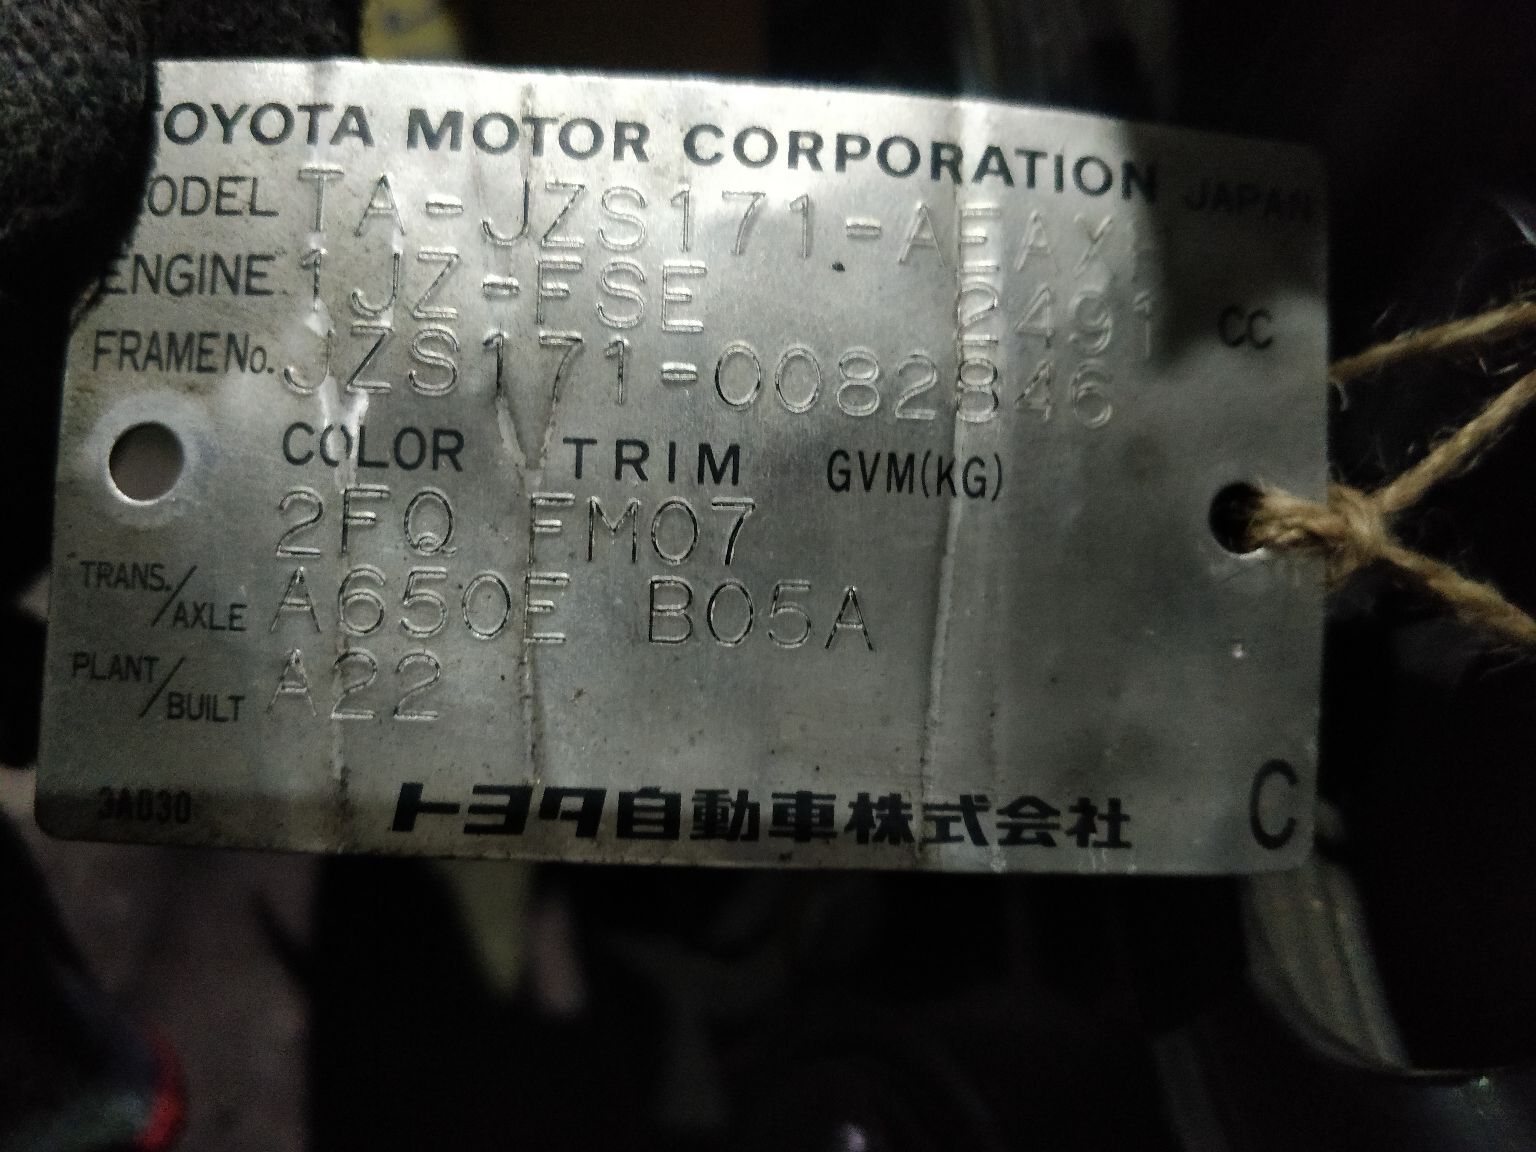 TOYOTA MOTOR CORPORATION JAPAN
MODEL TA-JZS171-AEAXH
ENGINE 1JZ-FSE 2491 CC
FRAME No. JZS171-0082846
COLOR TRIM GVM(KG)
2FQ FM07
TRANS./AXLE A650E B05A
PLANT/BUILT A22
3A030
トヨタ自動車株式会社 C